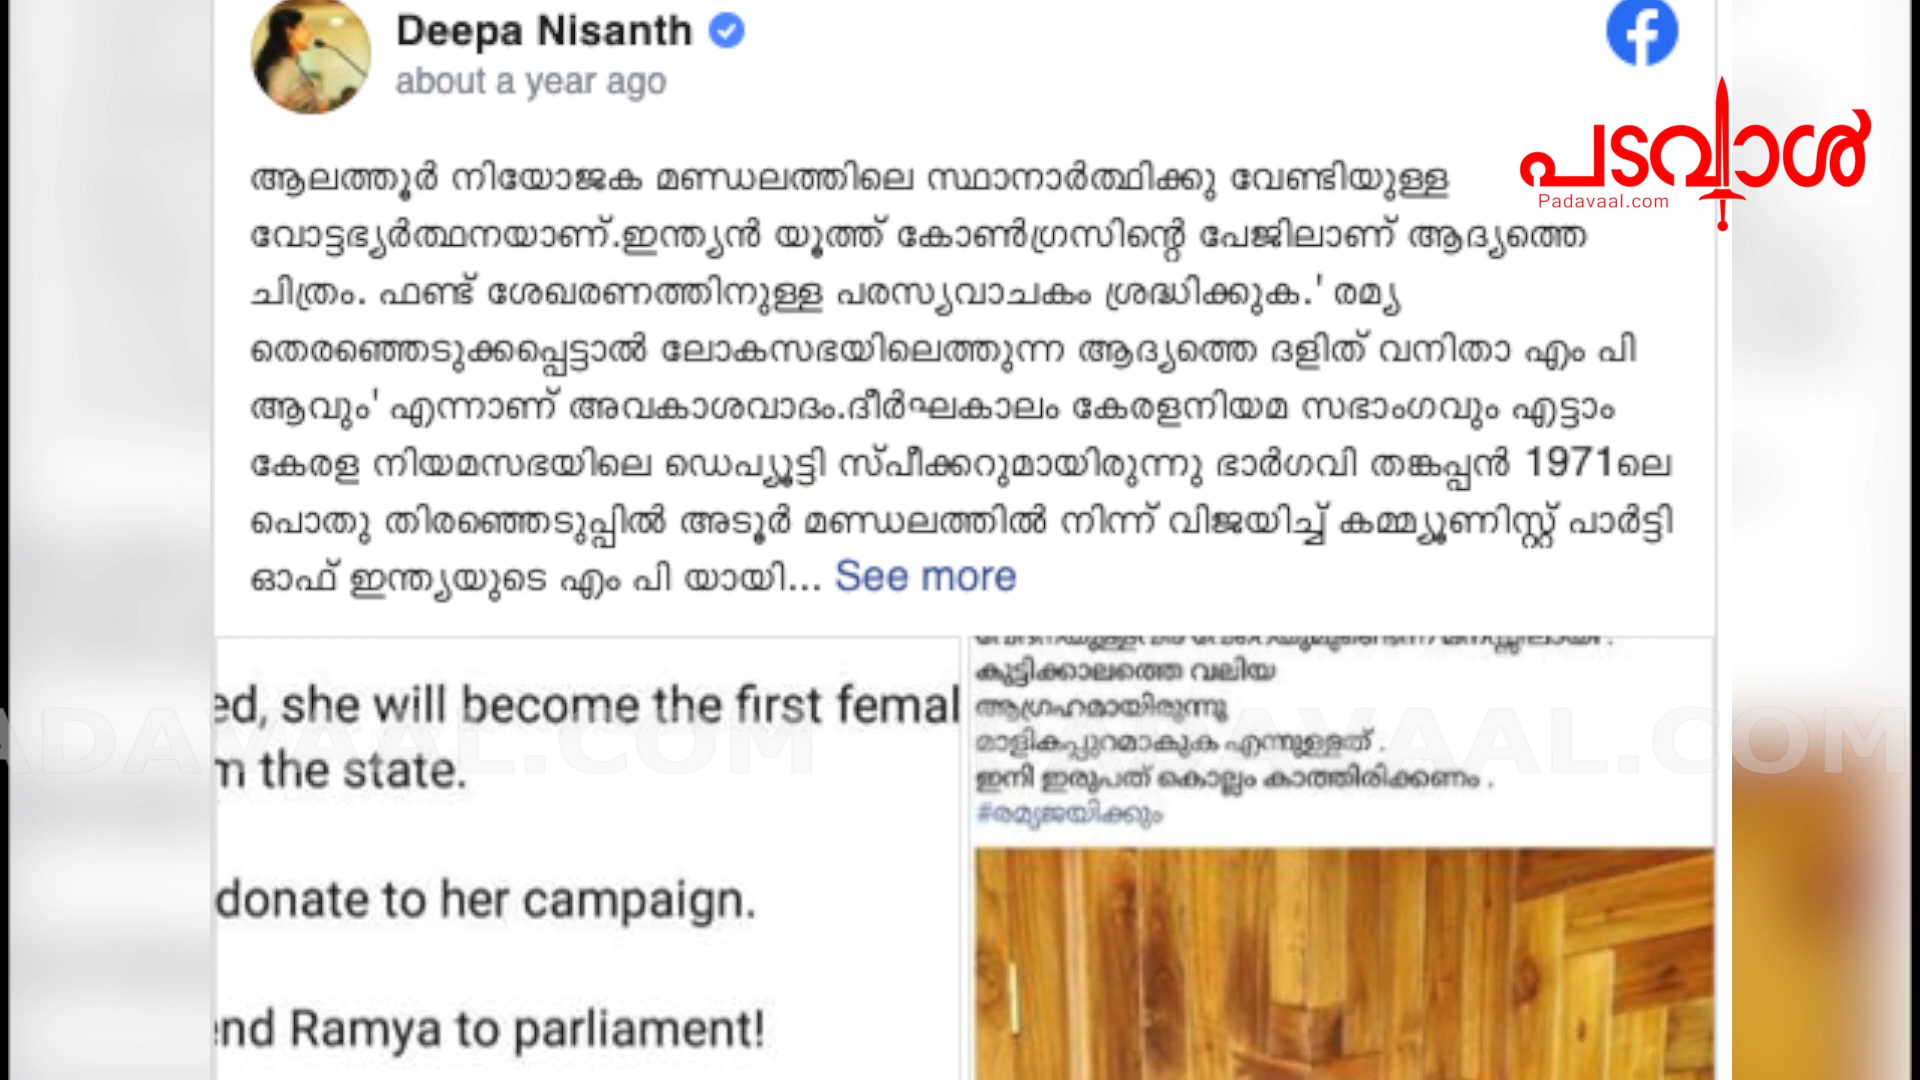 Deepa Nisanth
about a year ago
പടവാൾ
Padavaal.com
ആലത്തൂർ നിയോജക മണ്ഡലത്തിലെ സ്ഥാനാർത്ഥിക്കു വേണ്ടിയുള്ള
വോട്ടഭ്യർത്ഥനയാണ്.ഇന്ത്യൻ യൂത്ത് കോൺഗ്രസിന്റെ പേജിലാണ് ആദ്യത്തെ
ചിത്രം. ഫണ്ട് ശേഖരണത്തിനുള്ള പരസ്യവാചകം ശ്രദ്ധിക്കുക.' രമ്യ
തെരഞ്ഞെടുക്കപ്പെട്ടാൽ ലോകസഭയിലെത്തുന്ന ആദ്യത്തെ ദളിത് വനിതാ എം പി
ആവും' എന്നാണ് അവകാശവാദം.ദീർഘകാലം കേരളനിയമ സഭാംഗവും എട്ടാം
കേരള നിയമസഭയിലെ ഡെപ്യൂട്ടി സ്പീക്കറുമായിരുന്നു ഭാർഗവി തങ്കപ്പൻ 1971ലെ
പൊതു തിരഞ്ഞെടുപ്പിൽ അടൂർ മണ്ഡലത്തിൽ നിന്ന് വിജയിച്ച് കമ്മ്യൂണിസ്റ്റ് പാർട്ടി
ഓഫ് ഇന്ത്യയുടെ എം പി യായി... See more
ed, she will become the first femal
m the state.
donate to her campaign.
end Ramya to parliament!
കുട്ടിക്കാലത്തെ വലിയ
ആഗ്രഹമായിരുന്നു
മാളികപ്പുറമാകുക എന്നുള്ളത് .
ഇനി ഇരുപത് കൊല്ലം കാത്തിരിക്കണം .
#രമ്യജയിക്കും
ADAVAAL.COM
AVAAL.COM